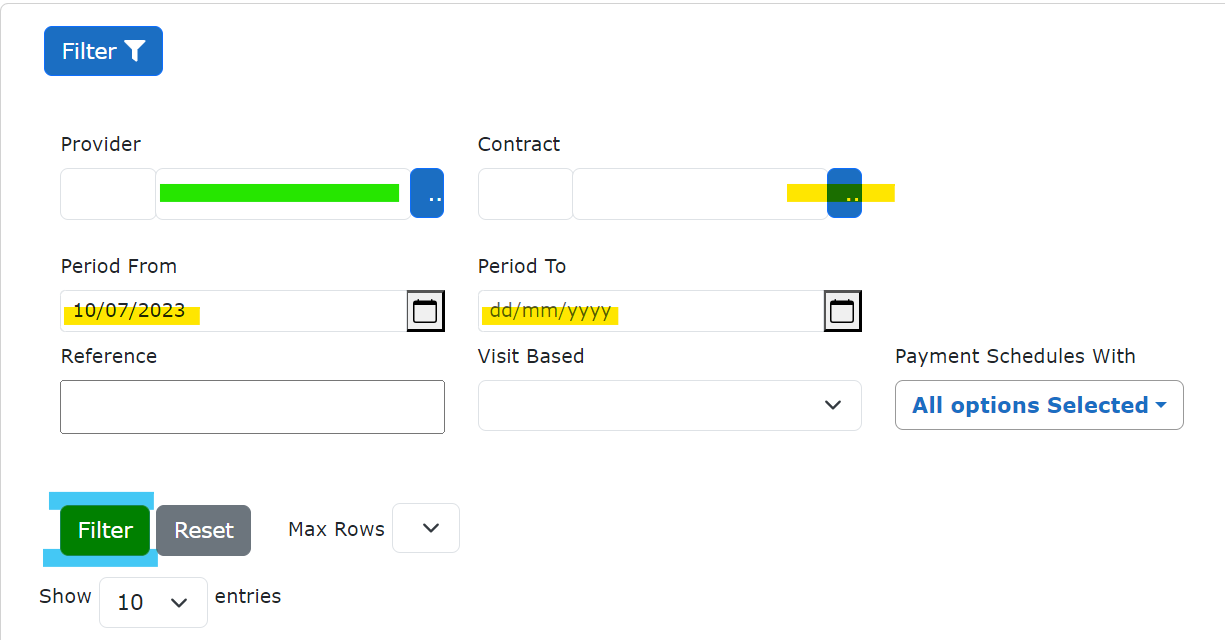 Filter
Provider Contract
.. ..
Period From Period To
10/07/2023 dd/mm/yyyy
Reference Visit Based Payment Schedules With
All options Selected
Filter Reset Max Rows
Show 10 entries